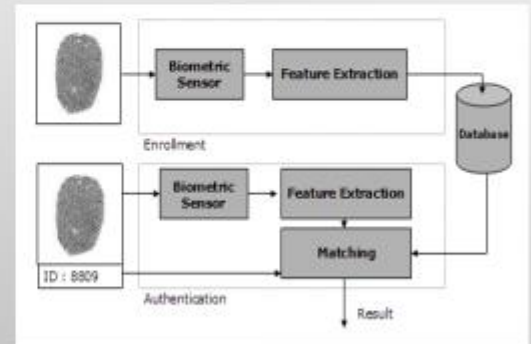 Biometric
Sensor
Feature Extraction
Database
Enrollment
Biometric
Sensor
Feature Extraction
Matching
ID : 8809
Authentication
Result